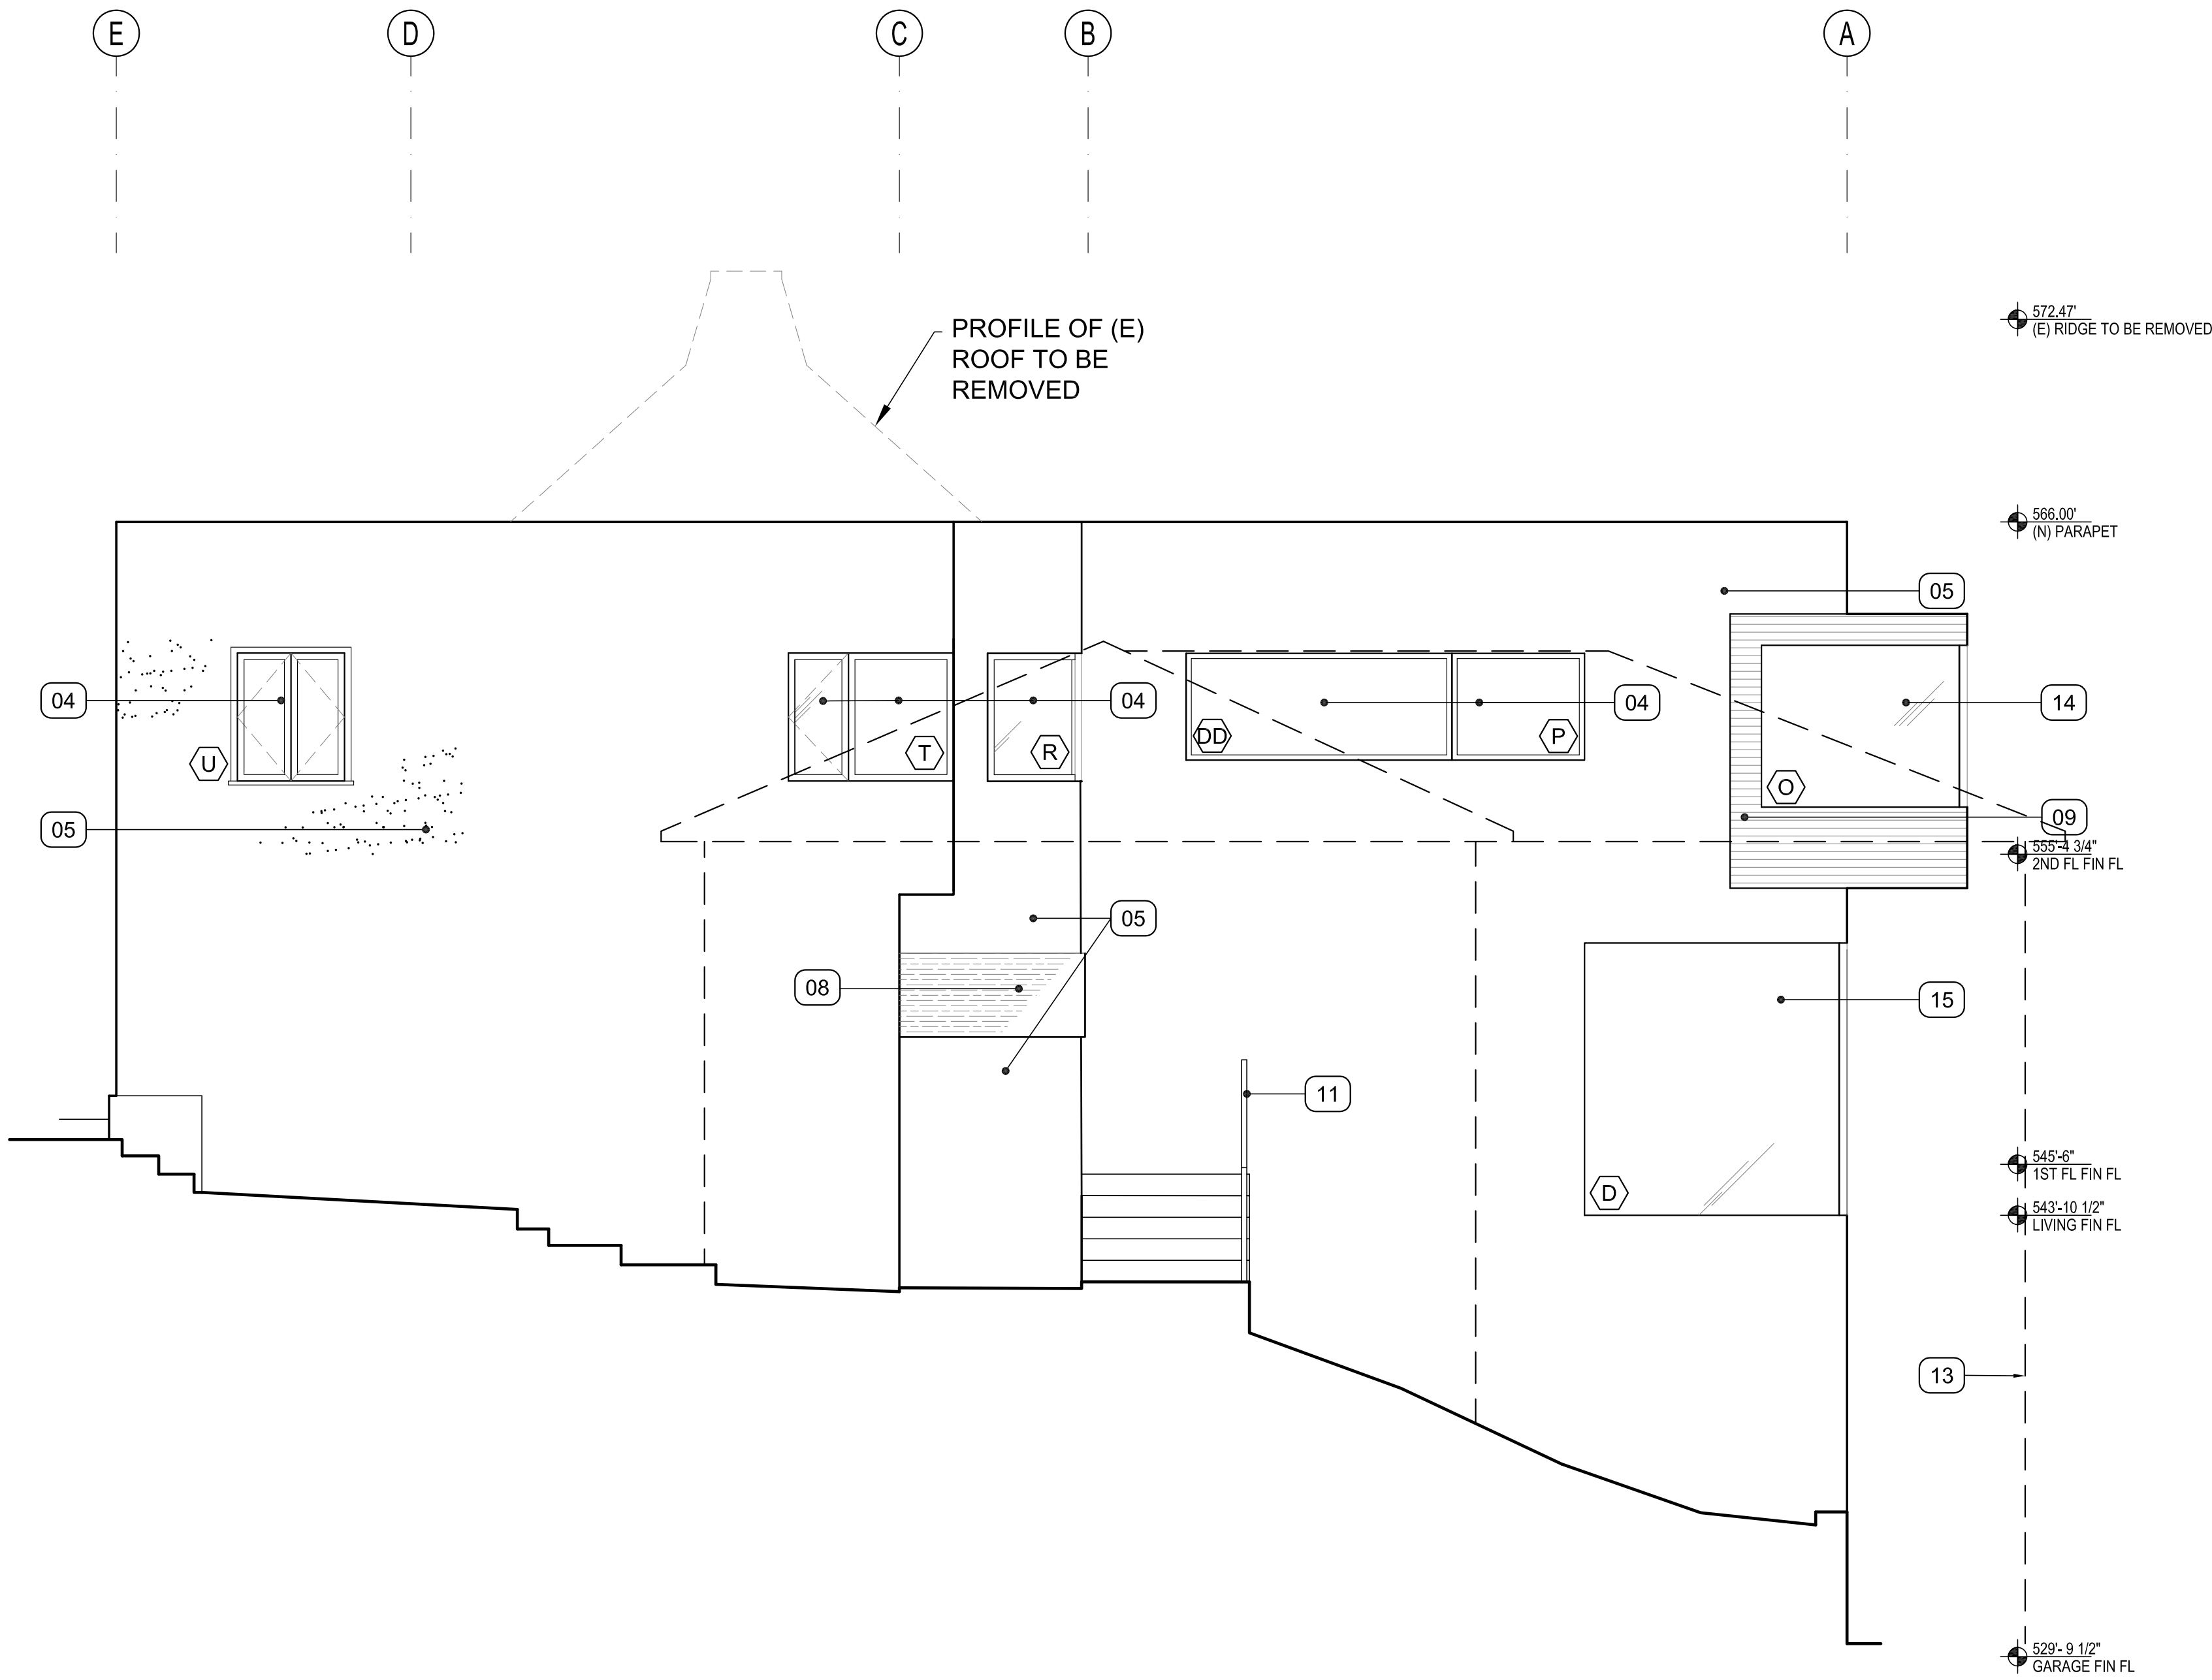 E
D
C
B
A
PROFILE OF (E)
ROOF TO BE
REMOVED
572.47'
(E) RIDGE TO BE REMOVED
566.00'
(N) PARAPET
05
04
04
04
14
U
T
R
DD
P
O
05
09
555'-4 3/4"
2ND FL FIN FL
05
08
15
11
545'-6"
1ST FL FIN FL
D
543'-10 1/2"
LIVING FIN FL
13
529'- 9 1/2"
GARAGE FIN FL